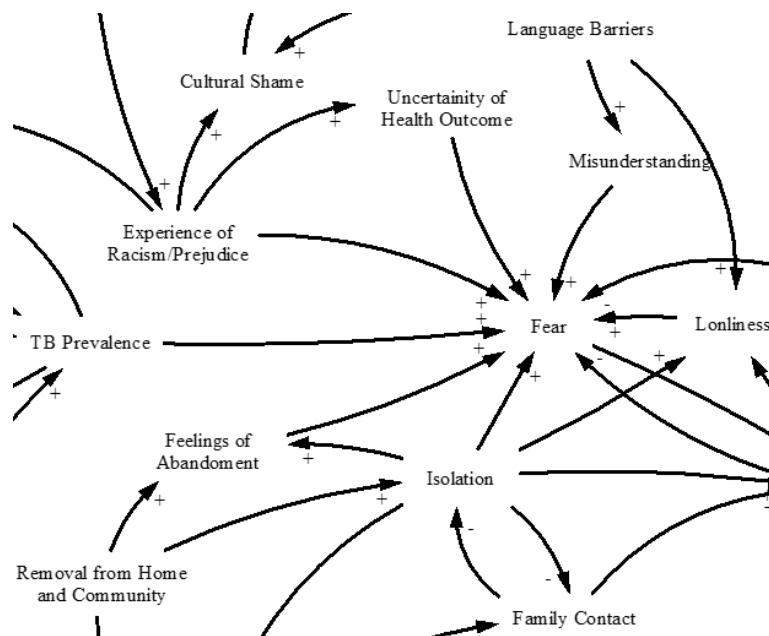 Language Barriers
Cultural Shame
Uncertainity of
Health Outcome
Misunderstanding
Experience of
Racism/Prejudice
TB Prevalence
Fear
Lonliness
Feelings of
Abandoment
Isolation
Removal from Home
and Community
Family Contact
+
+
+
+
+
+
+
+
+
+
+
-
+
-
+
+
+
+
+
+
-
-